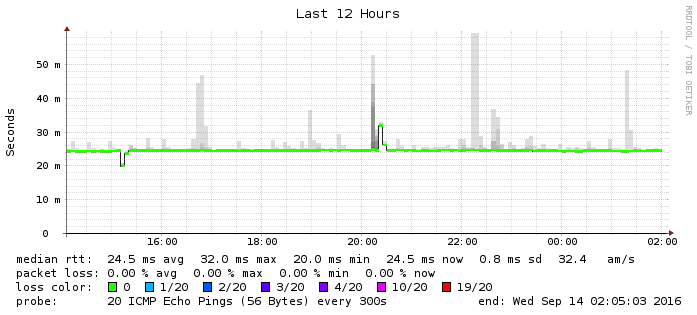 Last 12 Hours
RRDTOOL / TOBI OETIKER
Seconds
50 m
40 m
30 m
20 m
10 m
0
16:00 18:00 20:00 22:00 00:00 02:00
median rtt: 24.5 ms avg 32.0 ms max 20.0 ms min 24.5 ms now 0.8 ms sd 32.4 am/s
packet loss: 0.00 % avg 0.00 % max 0.00 % min 0.00 % now
loss color: 0 1/20 2/20 3/20 4/20 10/20 19/20
probe: 20 ICMP Echo Pings (56 Bytes) every 300s end: Wed Sep 14 02:05:03 2016